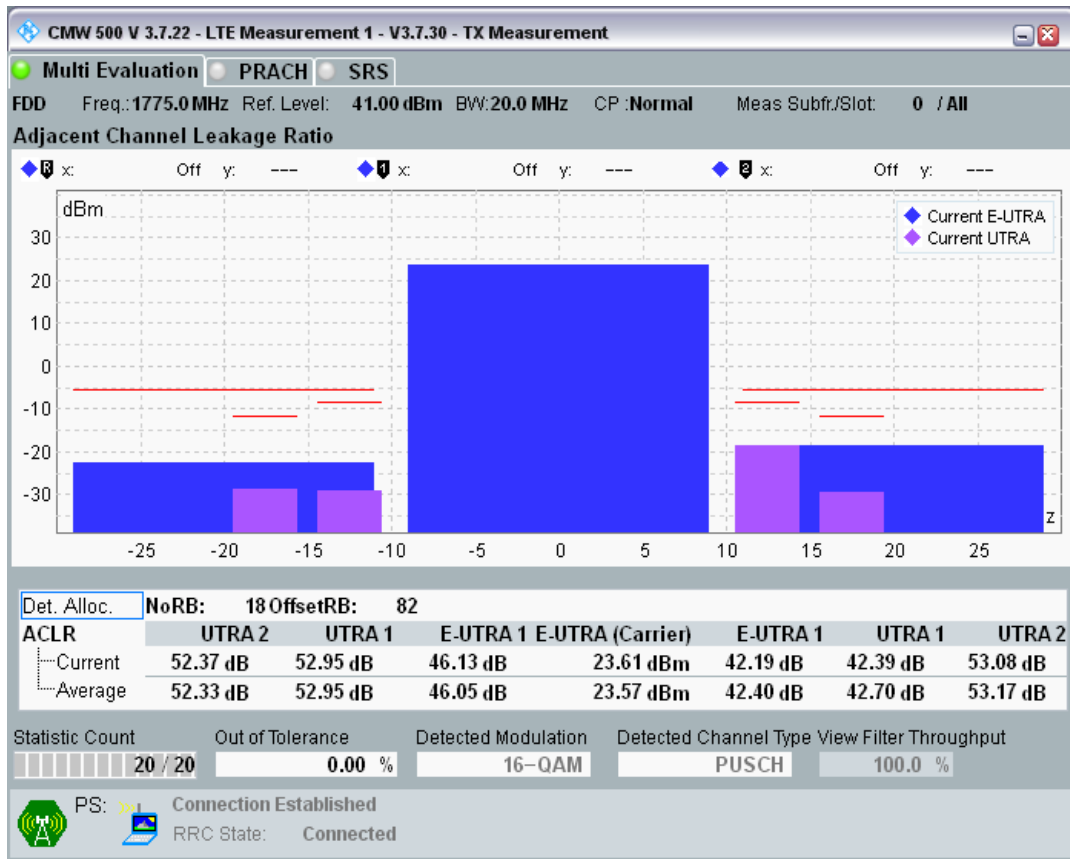 CMW 500 V 3.7.22 - LTE Measurement 1 - V3.7.30 - TX Measurement
Multi Evaluation PRACH SRS
FDD Freq.: 1775.0 MHz Ref. Level: 41.00 dBm BW: 20.0 MHz CP : Normal Meas Subfr./Slot: 0 / All
Adjacent Channel Leakage Ratio
R x: Off y: --- 1 x: Off y: --- 2 x: Off y: ---
dBm
Current E-UTRA
Current UTRA
30
20
10
0
-10
-20
-30
z
-25 -20 -15 -10 -5 0 5 10 15 20 25
Det. Alloc. NoRB: 18 OffsetRB: 82
ACLR UTRA 2 UTRA 1 E-UTRA 1 E-UTRA (Carrier) E-UTRA 1 UTRA 1 UTRA 2
Current 52.37 dB 52.95 dB 46.13 dB 23.61 dBm 42.19 dB 42.39 dB 53.08 dB
Average 52.33 dB 52.95 dB 46.05 dB 23.57 dBm 42.40 dB 42.70 dB 53.17 dB
Statistic Count Out of Tolerance Detected Modulation Detected Channel Type View Filter Throughput
20 / 20 0.00 % 16-QAM PUSCH 100.0 %
PS: Connection Established
RRC State: Connected